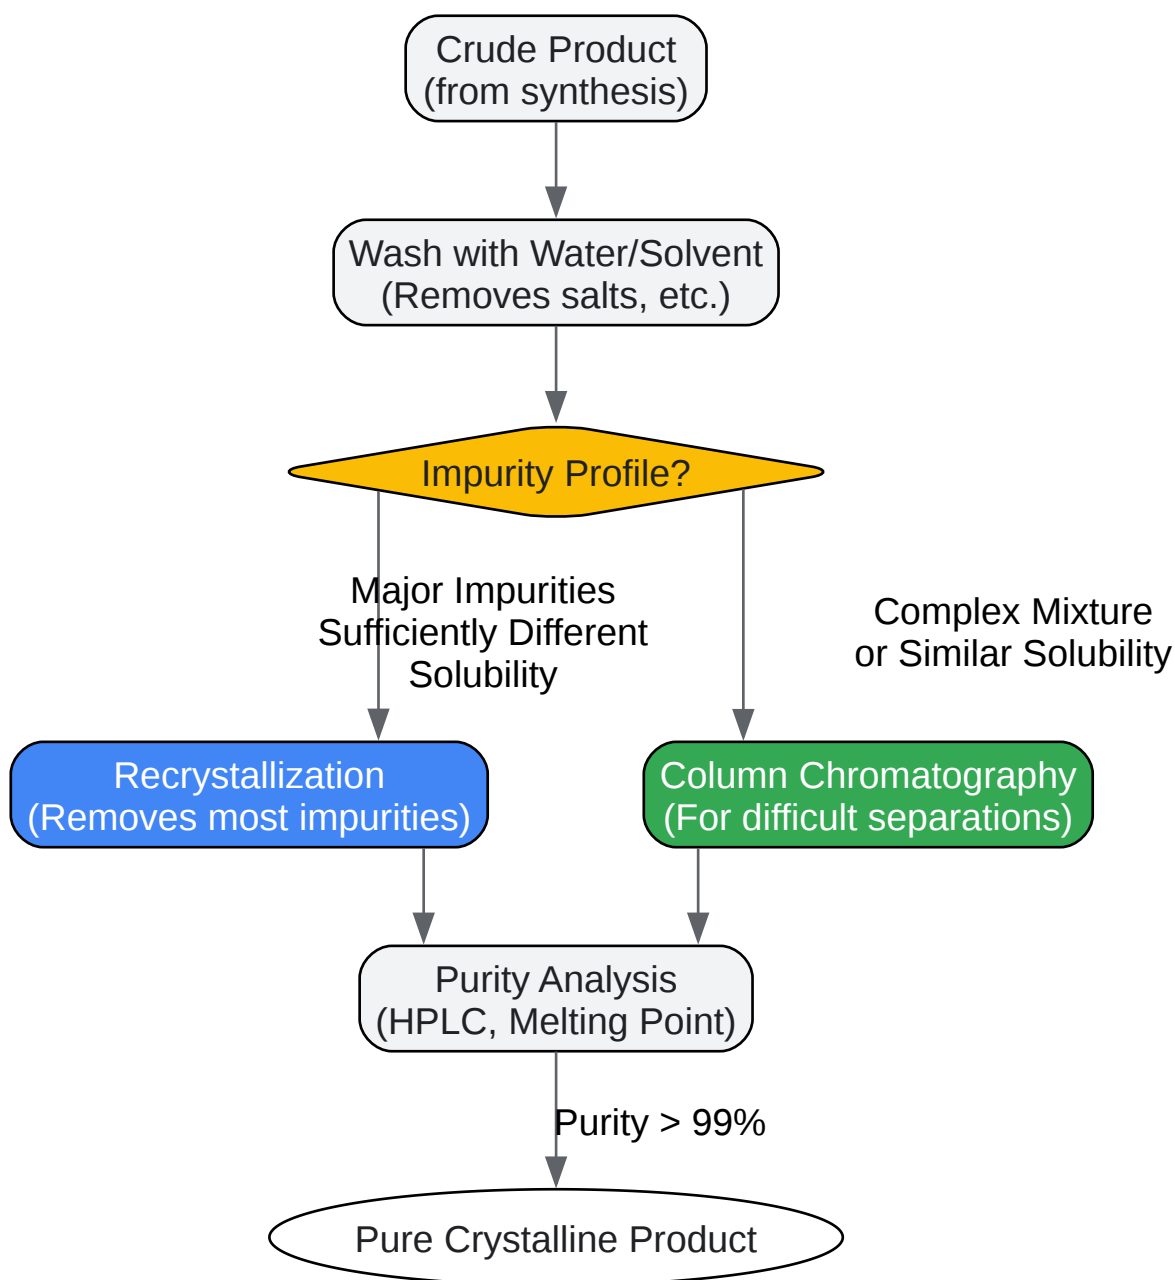 Crude Product
(from synthesis)
Wash with Water/Solvent
(Removes salts, etc.)
Impurity Profile?
Major Impurities
Sufficiently Different
Solubility
Complex Mixture
or Similar Solubility
Recrystallization
(Removes most impurities)
Column Chromatography
(For difficult separations)
Purity Analysis
(HPLC, Melting Point)
Purity > 99%
Pure Crystalline Product